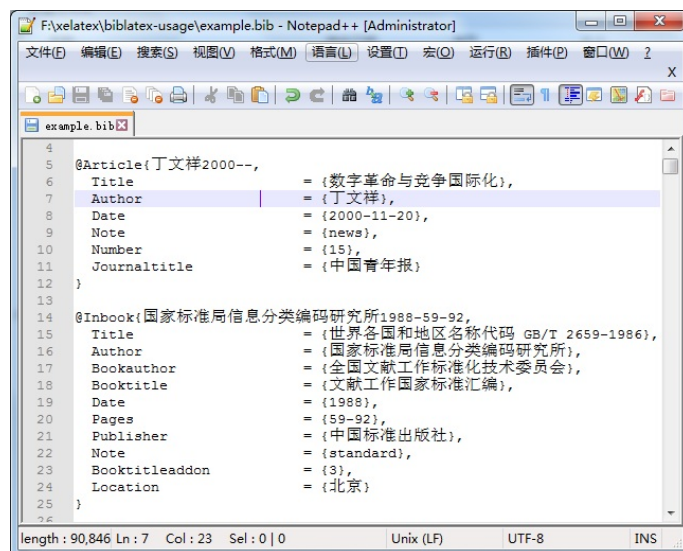 F:\xelatex\biblatex-usage\example.bib - Notepad++ [Administrator]
文件(F) 编辑(E) 搜索(S) 视图(V) 格式(M) 语言(L) 设置(T) 宏(O) 运行(R) 插件(P) 窗口(W) ?
X
example.bib
4
5 @Article{丁文祥2000--,
6 Title = {数字革命与竞争国际化},
7 Author = {丁文祥},
8 Date = {2000-11-20},
9 Note = {news},
10 Number = {15},
11 Journaltitle = {中国青年报}
12 }
13
14 @Inbook{国家标准局信息分类编码研究所1988-59-92,
15 Title = {世界各国和地区名称代码 GB/T 2659-1986},
16 Author = {国家标准局信息分类编码研究所},
17 Bookauthor = {全国文献工作标准化技术委员会},
18 Booktitle = {文献工作国家标准汇编},
19 Date = {1988},
20 Pages = {59-92},
21 Publisher = {中国标准出版社},
22 Note = {standard},
23 Booktitleaddon = {3},
24 Location = {北京}
25 }
26
length : 90,846 Ln : 7 Col : 23 Sel : 0 | 0 Unix (LF) UTF-8 INS